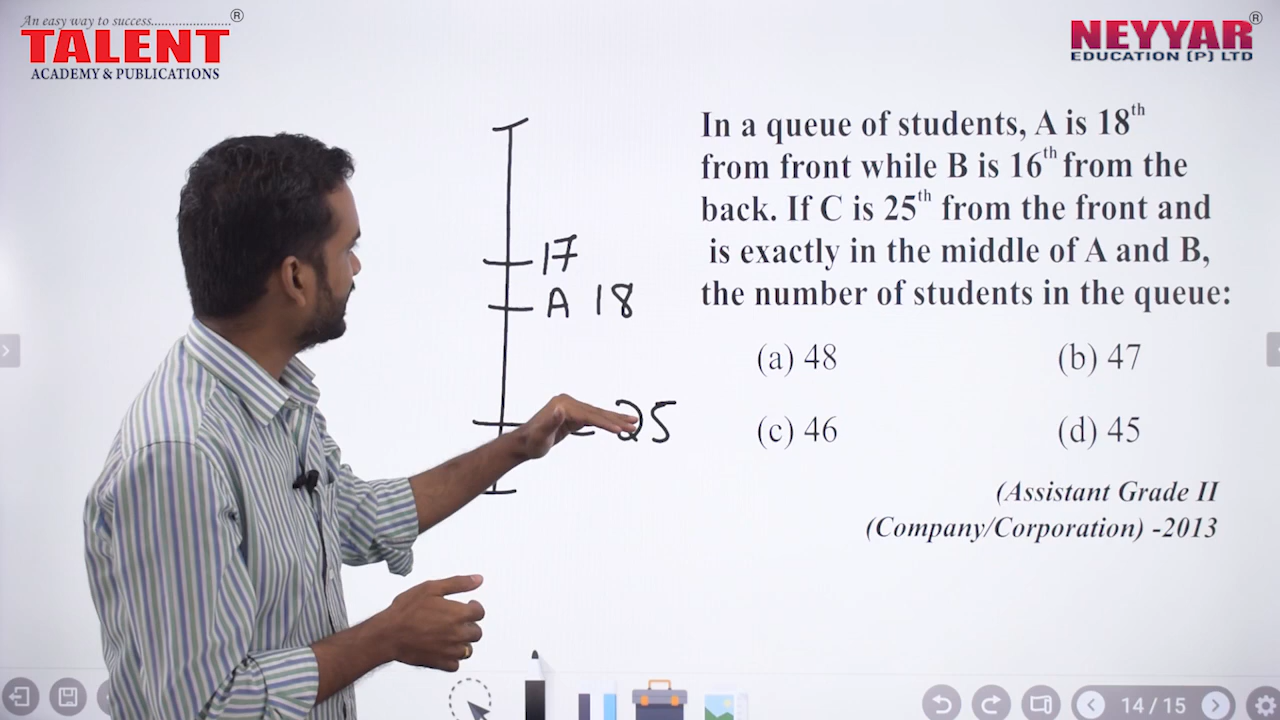 An easy way to success........................ ®
TALENT
ACADEMY & PUBLICATIONS
®
NEYYAR
EDUCATION (P) LTD
17
A 18
25
In a queue of students, A is 18th
from front while B is 16th from the
back. If C is 25th from the front and
is exactly in the middle of A and B,
the number of students in the queue:
(a) 48 (b) 47
(c) 46 (d) 45
(Assistant Grade II
(Company/Corporation) -2013
14 / 15